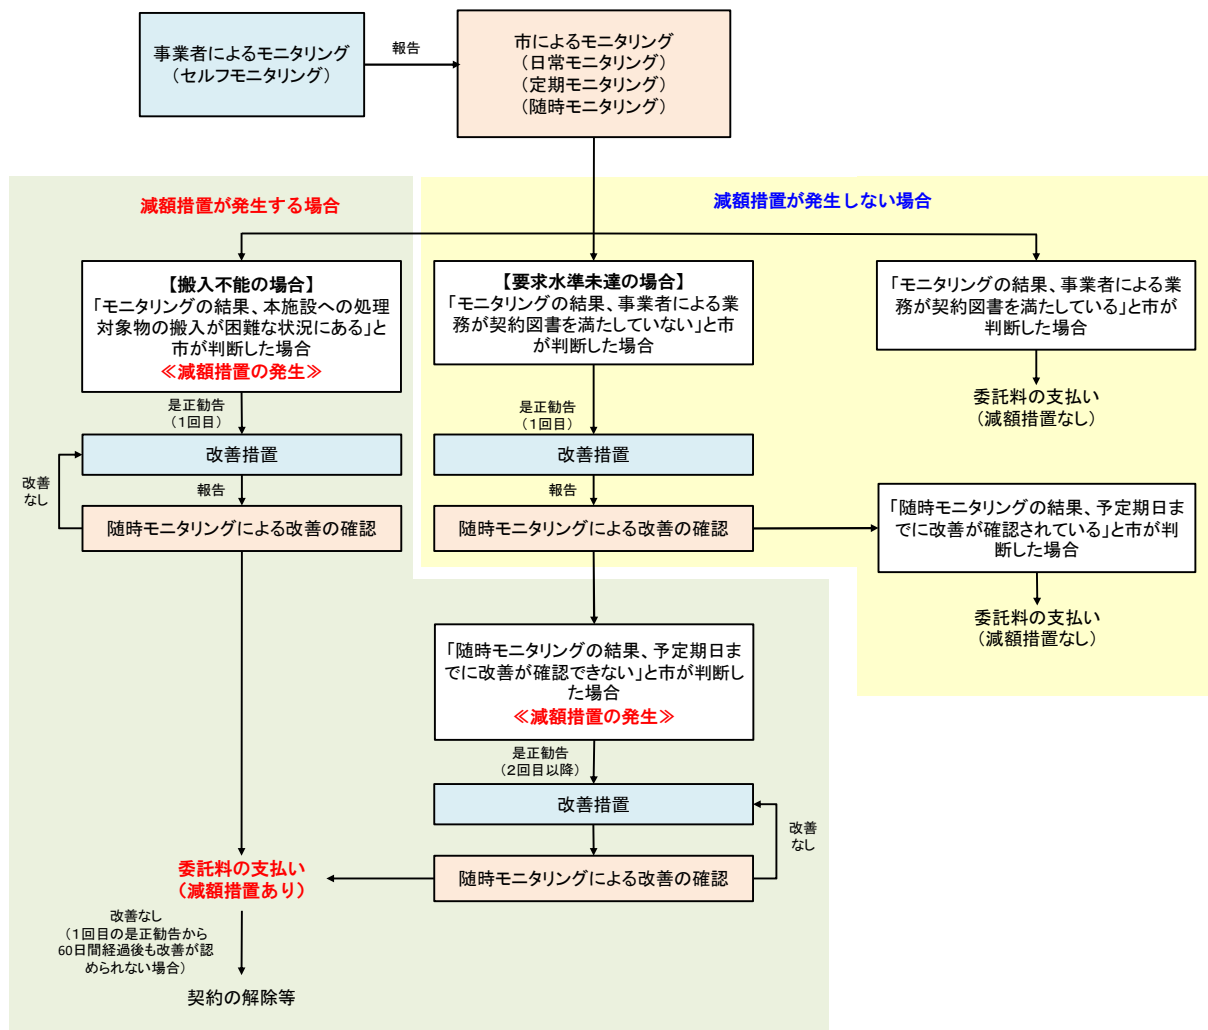 事業者によるモニタリング
（セルフモニタリング）
報告
市によるモニタリング
（日常モニタリング）
（定期モニタリング）
（随時モニタリング）
減額措置が発生する場合
減額措置が発生しない場合
【搬入不能の場合】
「モニタリングの結果、本施設への処理
対象物の搬入が困難な状況にある」と
市が判断した場合
≪減額措置の発生≫
【要求水準未達の場合】
「モニタリングの結果、事業者による業
務が契約図書を満たしていない」と市
が判断した場合
「モニタリングの結果、事業者による業
務が契約図書を満たしている」と市が
判断した場合
是正勧告
（1回目）
是正勧告
（1回目）
委託料の支払い
（減額措置なし）
改善措置
改善措置
改善
なし
報告
報告
随時モニタリングによる改善の確認
随時モニタリングによる改善の確認
「随時モニタリングの結果、予定期日ま
でに改善が確認されている」と市が判
断した場合
委託料の支払い
（減額措置なし）
「随時モニタリングの結果、予定期日ま
でに改善が確認できない」と市が判断し
た場合
≪減額措置の発生≫
是正勧告
（2回目以降）
改善措置
改善
なし
随時モニタリングによる改善の確認
委託料の支払い
（減額措置あり）
改善なし
（1回目の是正勧告から
60日間経過後も改善が認
められない場合）
契約の解除等